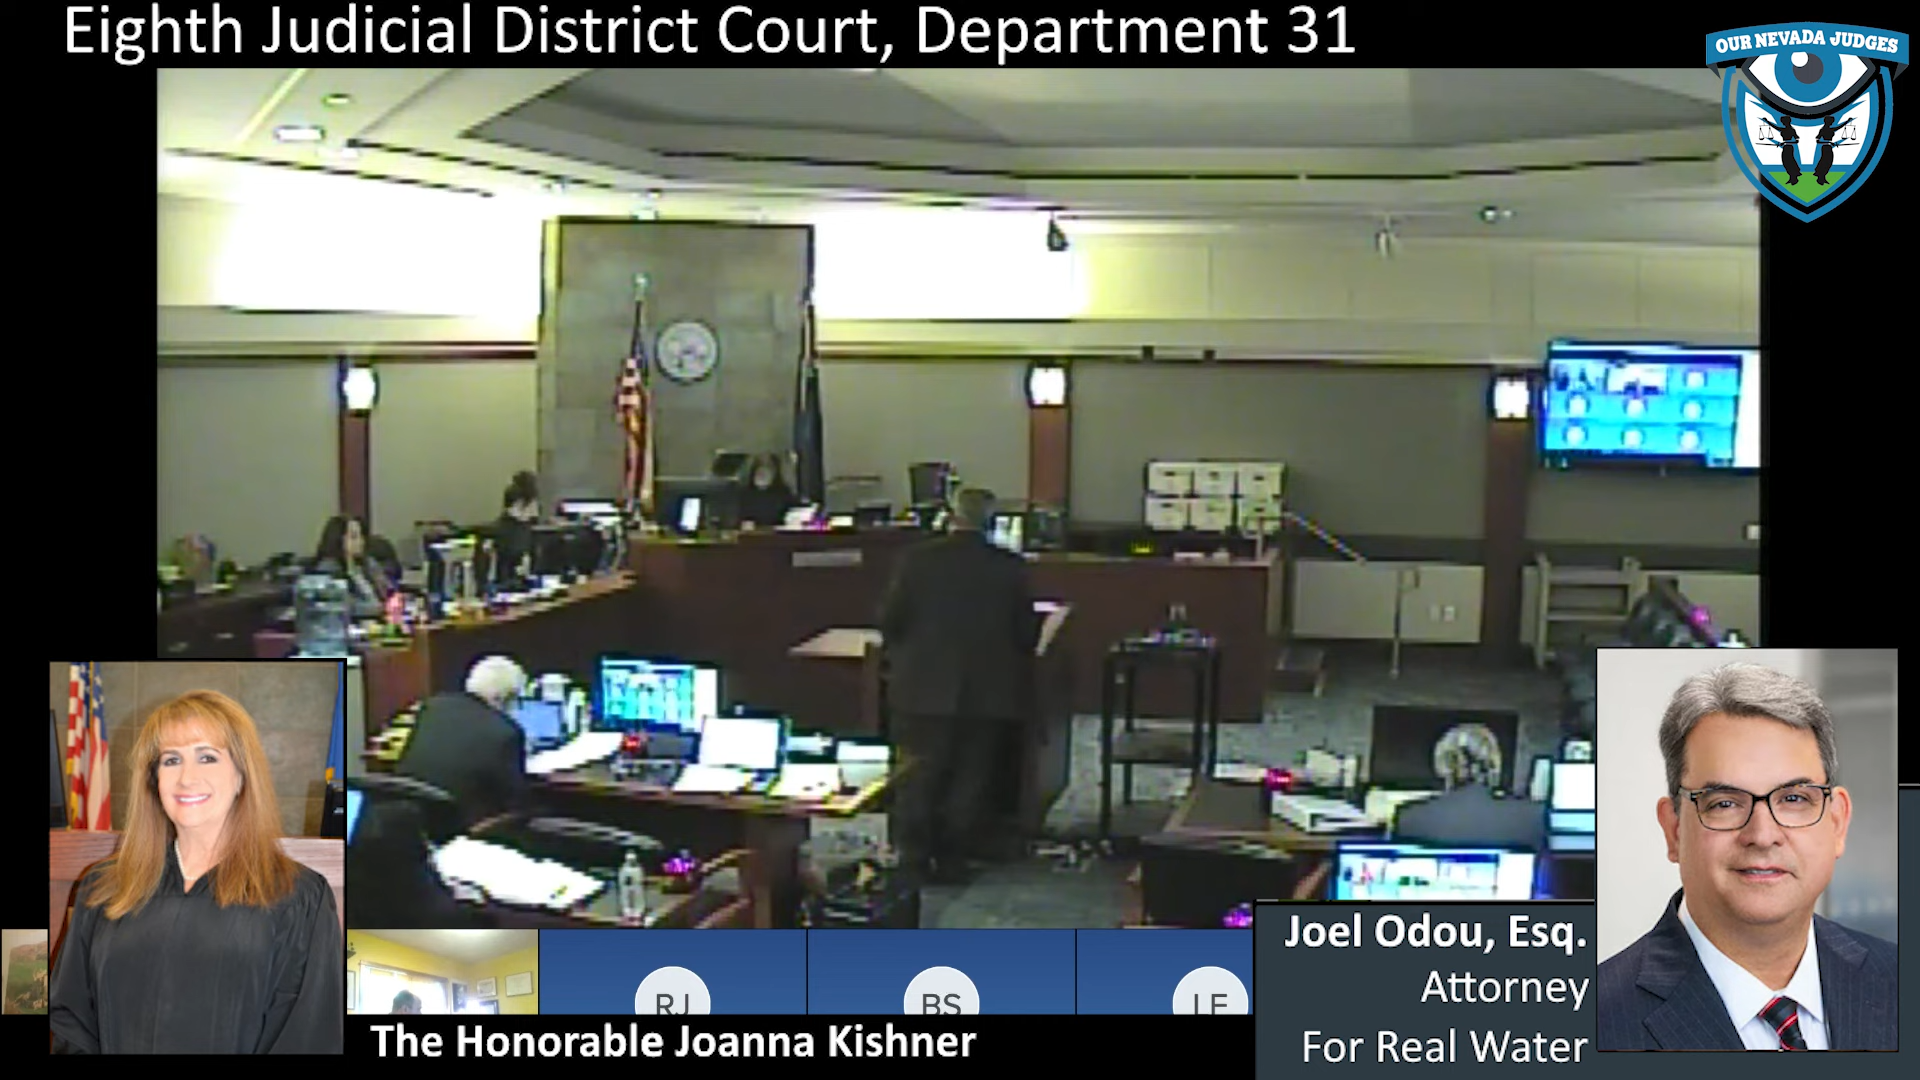 Eighth Judicial District Court, Department 31
OUR NEVADA JUDGES
RJ
BS
LF
Joel Odou, Esq.
Attorney
For Real Water
The Honorable Joanna Kishner